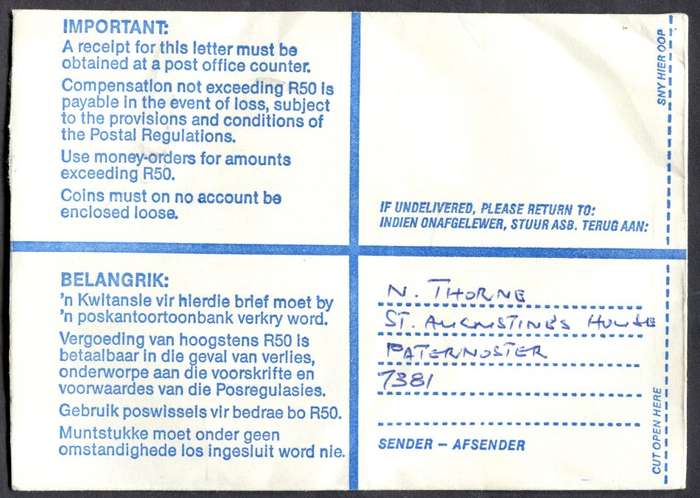 IMPORTANT:
A receipt for this letter must be
obtained at a post office counter.
Compensation not exceeding R50 is
payable in the event of loss, subject
to the provisions and conditions of
the Postal Regulations.
Use money-orders for amounts
exceeding R50.
Coins must on no account be
enclosed loose.
IF UNDELIVERED, PLEASE RETURN TO:
INDIEN ONAFGELEWER, STUUR ASB. TERUG AAN:
SNY HIER OOP
BELANGRIK:
'n Kwitansie vir hierdie brief moet by
'n poskantoortoonbank verkry word.
Vergoeding van hoogstens R50 is
betaalbaar in die geval van verlies,
onderworpe aan die voorskrifte en
voorwaardes van die Posregulasies.
Gebruik poswissels vir bedrae bo R50.
Muntstukke moet onder geen
omstandighede los ingesluit word nie.
N. THORNE
ST. AUGUSTINE'S HOUSE
PATERNOSTER
7381
SENDER – AFSENDER
CUT OPEN HERE